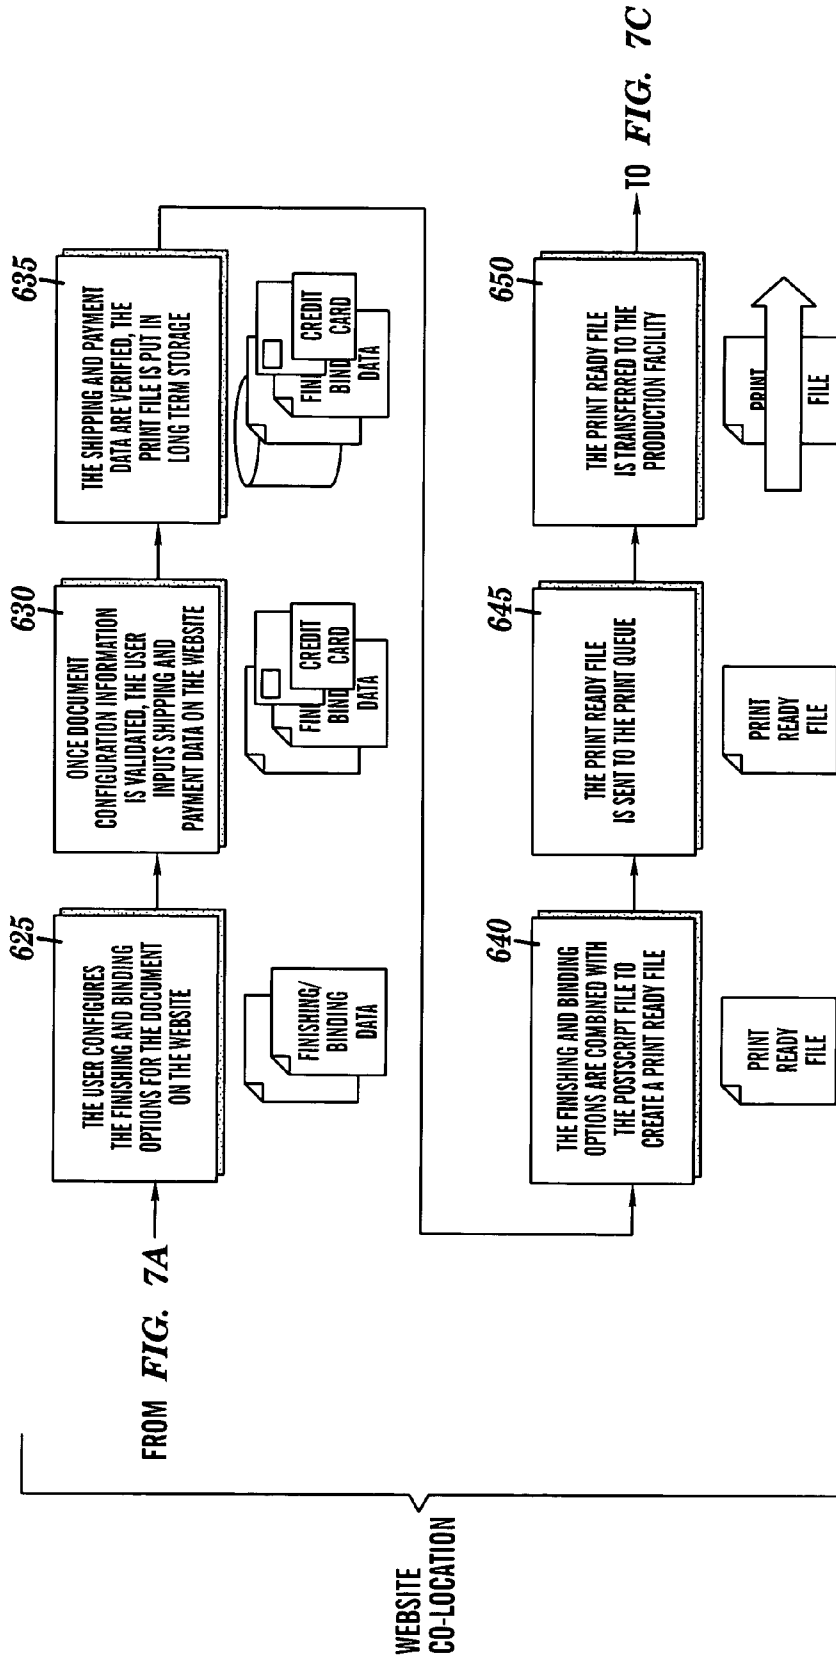 WEBSITE
CO-LOCATION
FROM FIG. 7A
625
THE USER CONFIGURES
THE FINISHING AND BINDING
OPTIONS FOR THE DOCUMENT
ON THE WEBSITE
FINISHING/
BINDING
DATA
630
ONCE DOCUMENT
CONFIGURATION INFORMATION
IS VALIDATED, THE USER
INPUTS SHIPPING AND
PAYMENT DATA ON THE WEBSITE
FIN
BIND
DATA
CREDIT
CARD
635
THE SHIPPING AND PAYMENT
DATA ARE VERIFIED, THE
PRINT FILE IS PUT IN
LONG TERM STORAGE
FIN
BIND
DATA
CREDIT
CARD
640
THE FINISHING AND BINDING
OPTIONS ARE COMBINED WITH
THE POSTSCRIPT FILE TO
CREATE A PRINT READY FILE
PRINT
READY
FILE
645
THE PRINT READY FILE
IS SENT TO THE PRINT QUEUE
PRINT
READY
FILE
650
THE PRINT READY FILE
IS TRANSFERRED TO THE
PRODUCTION FACILITY
PRINT
FILE
TO FIG. 7C